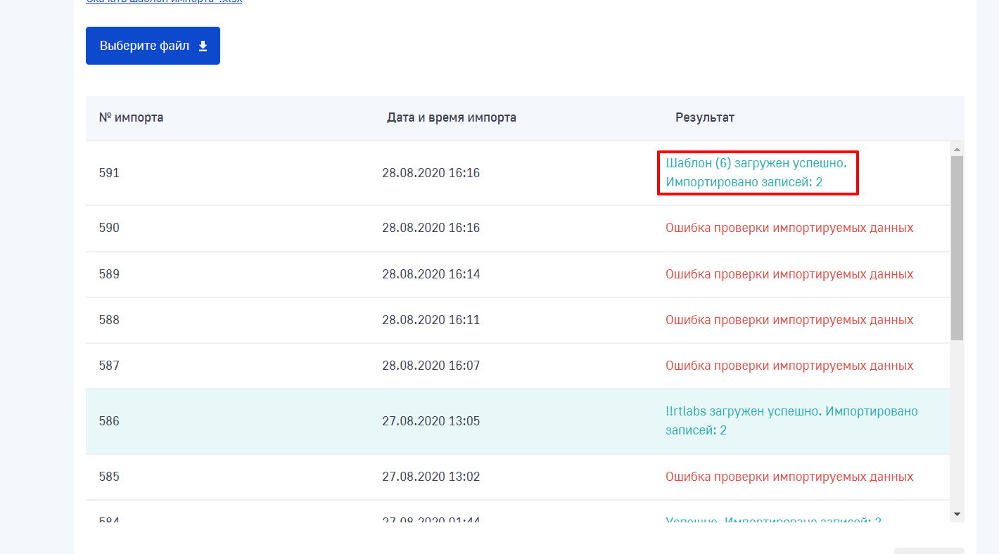 Скачать шаблон импорта .xlsx
Выберите файл
№ импорта Дата и время импорта Результат
591 28.08.2020 16:16 Шаблон (6) загружен успешно.
Импортировано записей: 2
590 28.08.2020 16:16 Ошибка проверки импортируемых данных
589 28.08.2020 16:14 Ошибка проверки импортируемых данных
588 28.08.2020 16:11 Ошибка проверки импортируемых данных
587 28.08.2020 16:07 Ошибка проверки импортируемых данных
586 27.08.2020 13:05 !!rtlabs загружен успешно. Импортировано
записей: 2
585 27.08.2020 13:02 Ошибка проверки импортируемых данных
584 27.08.2020 01:44 Успешно. Импортировано записей: 2